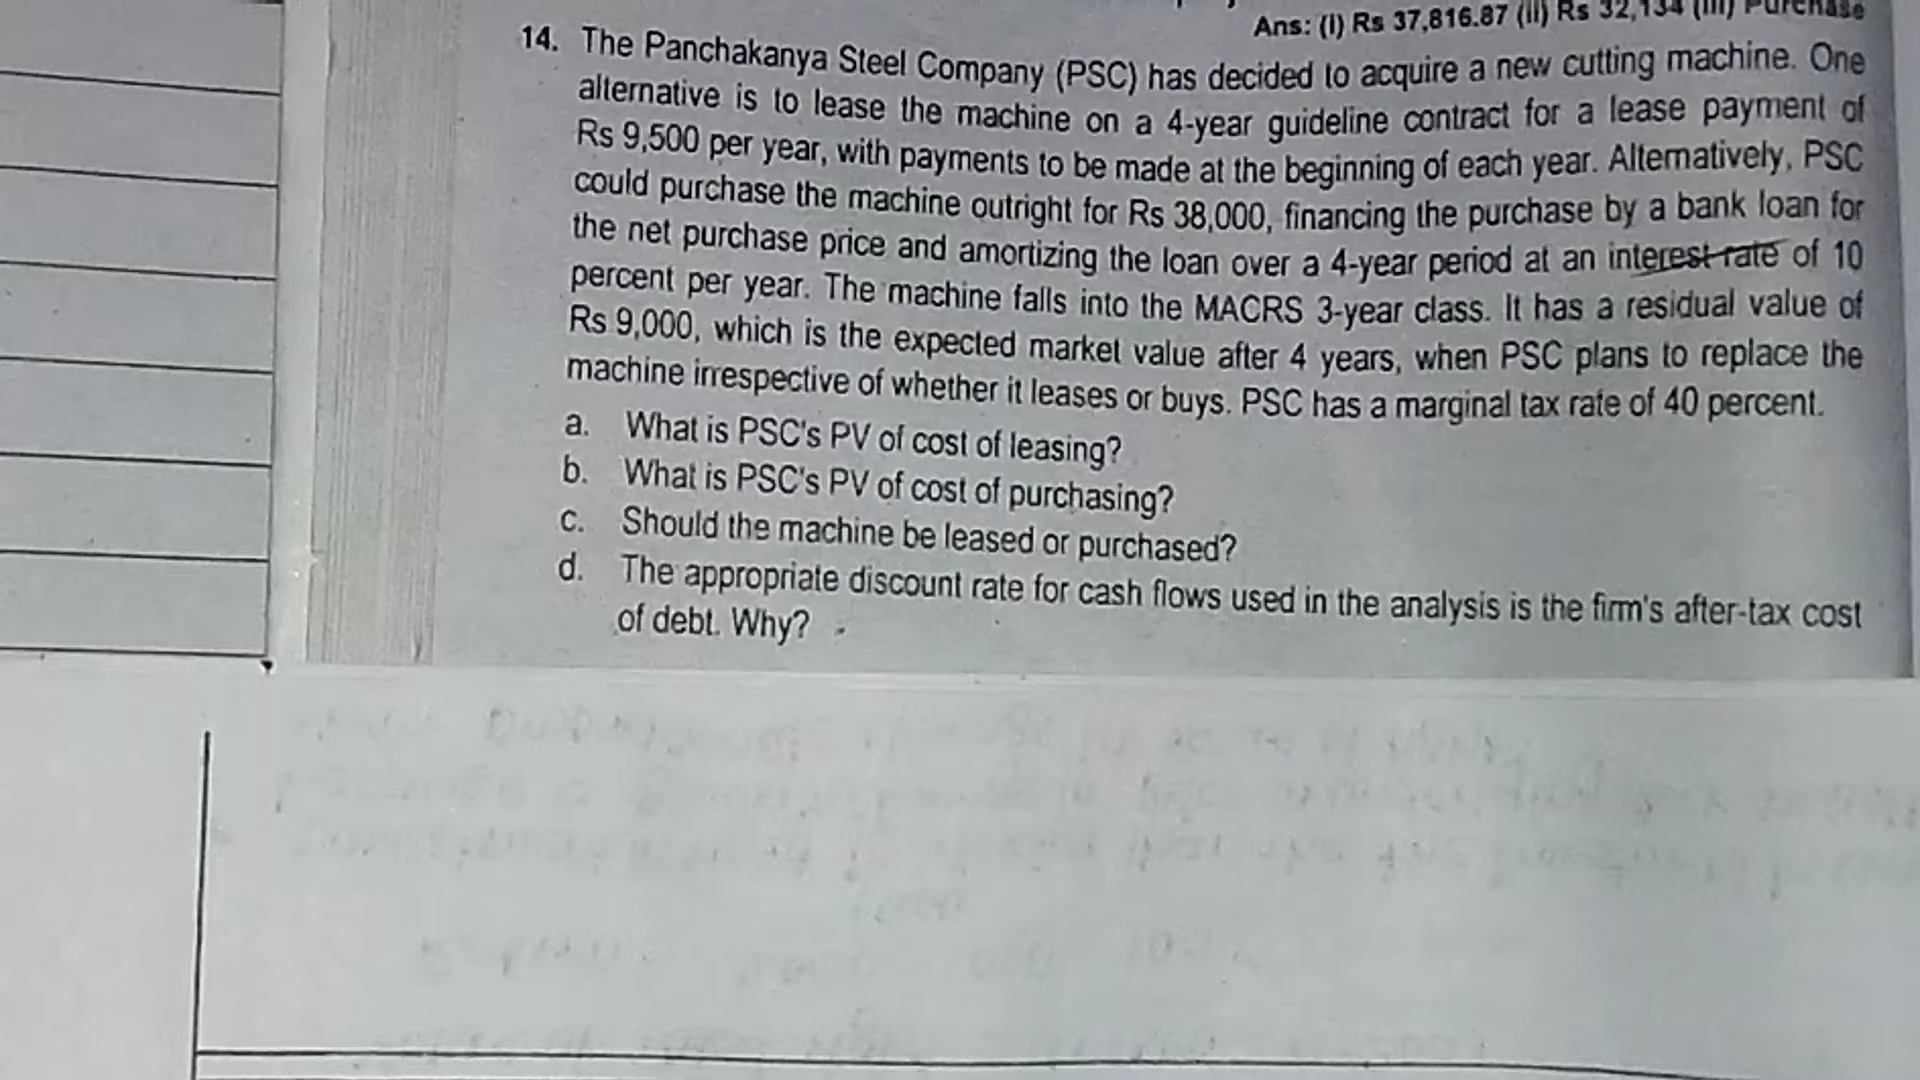 Ans: (i) Rs 37,816.87 (ii) Rs 32,134 (iii) Purchase
14. The Panchakanya Steel Company (PSC) has decided to acquire a new cutting machine. One
alternative is to lease the machine on a 4-year guideline contract for a lease payment of
Rs 9,500 per year, with payments to be made at the beginning of each year. Alternatively, PSC
could purchase the machine outright for Rs 38,000, financing the purchase by a bank loan for
the net purchase price and amortizing the loan over a 4-year period at an interest rate of 10
percent per year. The machine falls into the MACRS 3-year class. It has a residual value of
Rs 9,000, which is the expected market value after 4 years, when PSC plans to replace the
machine irrespective of whether it leases or buys. PSC has a marginal tax rate of 40 percent.
a. What is PSC's PV of cost of leasing?
b. What is PSC's PV of cost of purchasing?
c. Should the machine be leased or purchased?
d. The appropriate discount rate for cash flows used in the analysis is the firm's after-tax cost
of debt. Why?